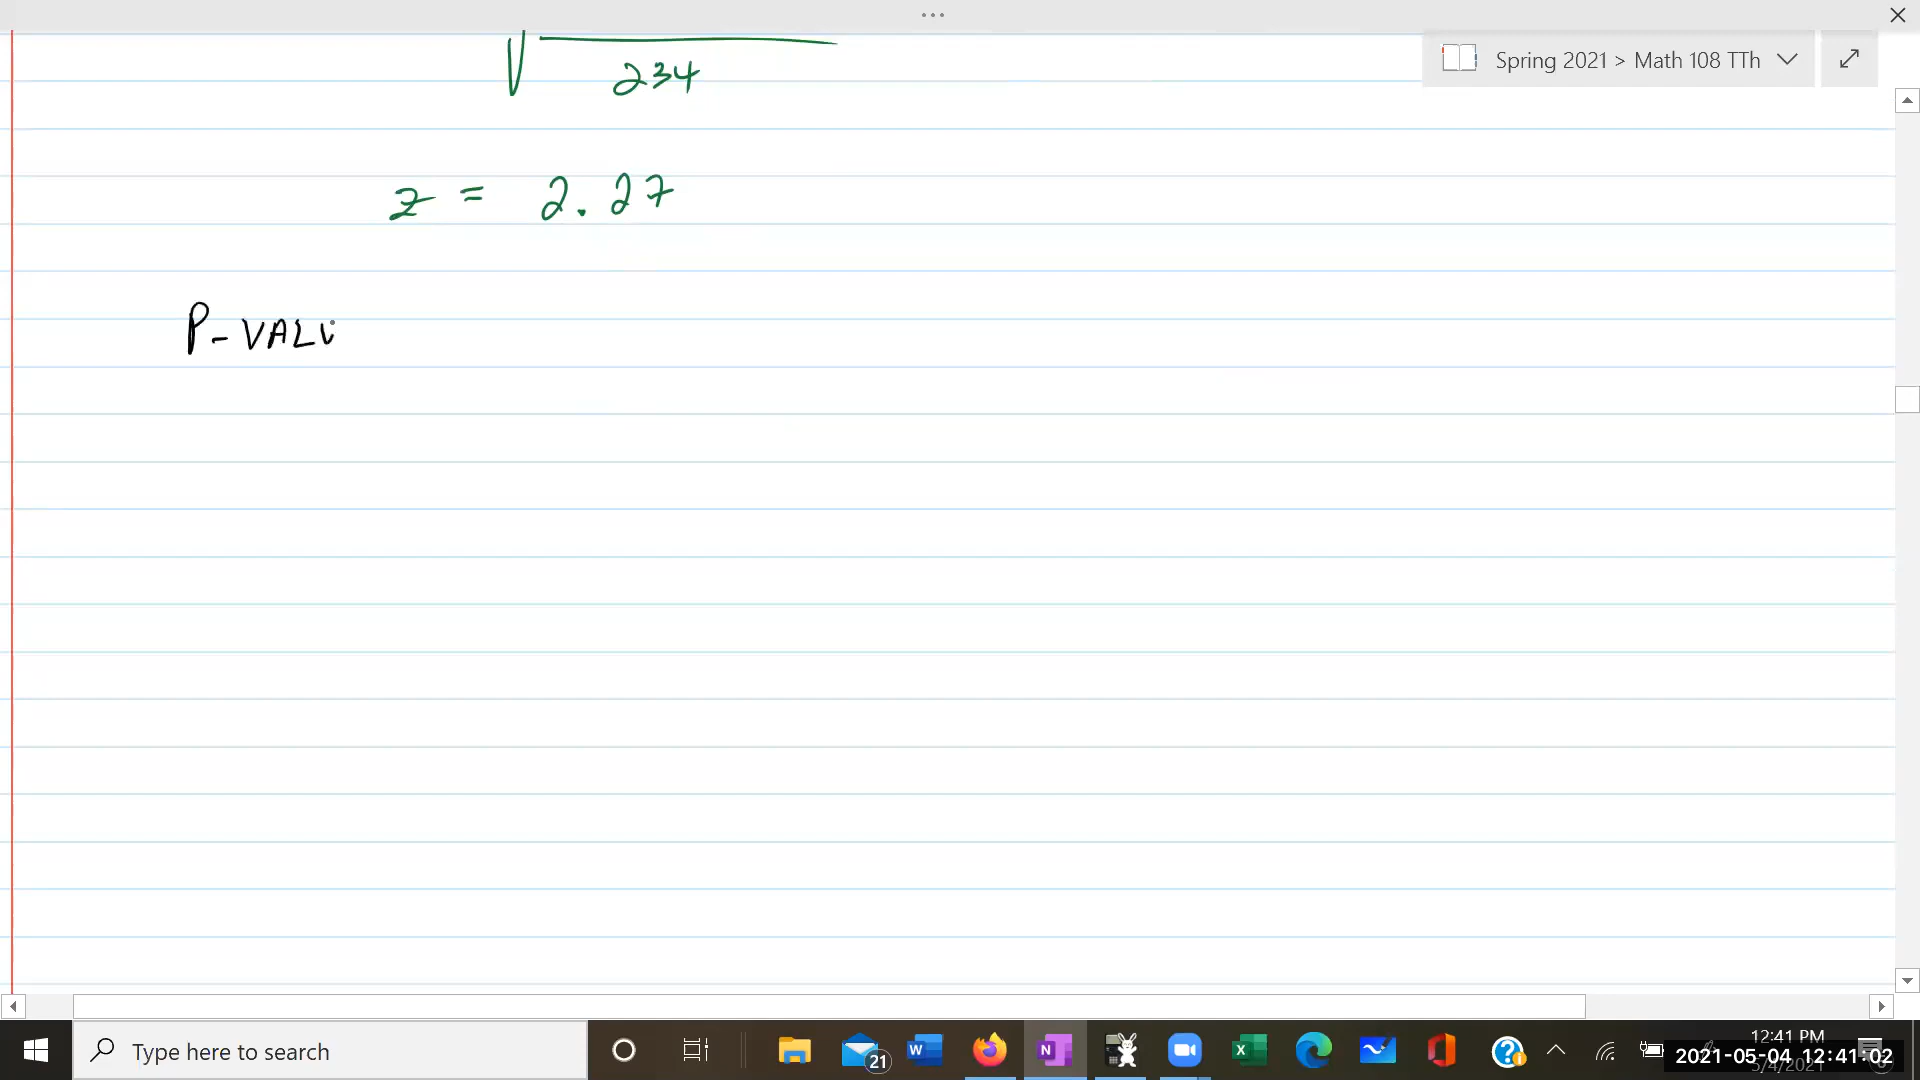 Spring 2021 > Math 108 TTh
√
234
z = 2.27
P-VALU
Type here to search
21
12:41 PM
2021-05-04 12:41:02